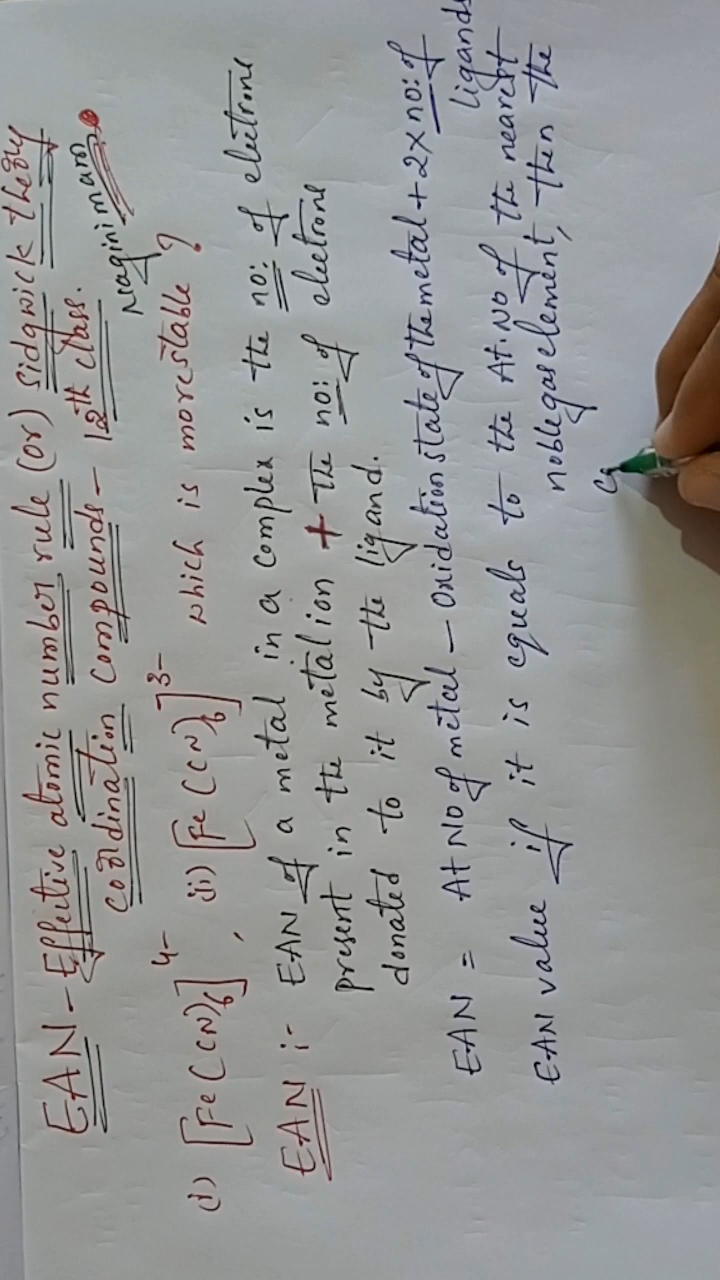 EAN - Effective atomic number rule (or) Sidgwick theory
coordination compounds - 12th class.
Naginimam
(i) [Fe(CN)6]4-, (ii) [Fe(CN)6]3- which is more stable ?
EAN :- EAN of a metal in a complex is the no: of electrons
present in the metal ion + The no: of electrons
donated to it by the ligand.
EAN = At No of metal - Oxidation state of the metal + 2 x no: of
ligands
EAN value if it is equals to the At. No of the nearest
noble gas element, then the